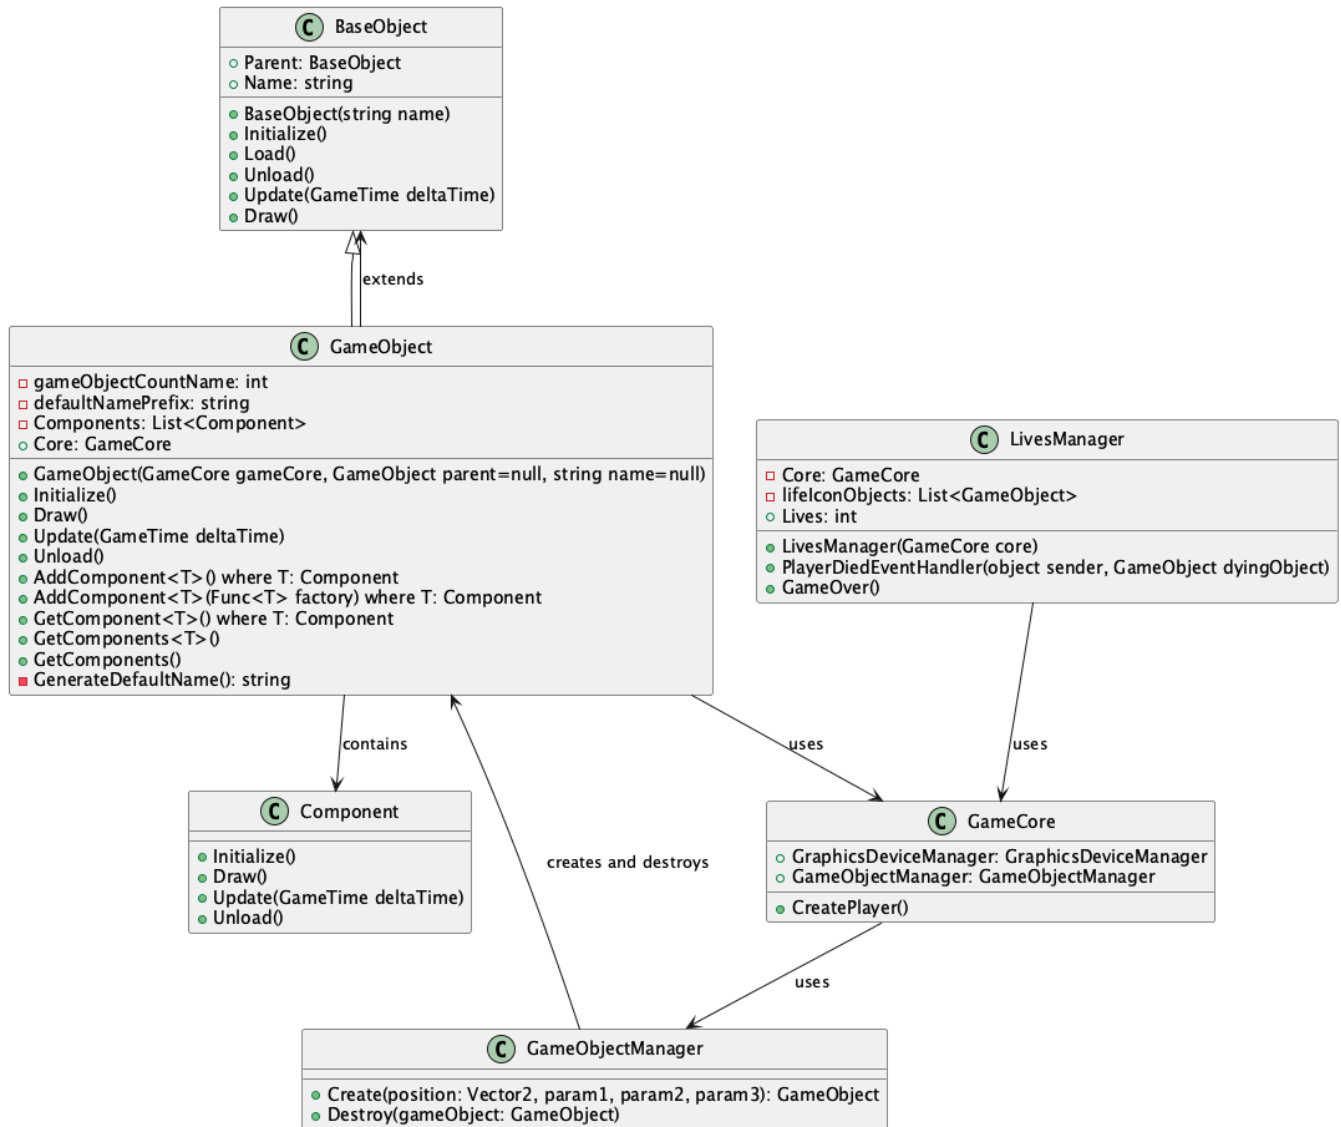 C BaseObject
Parent: BaseObject
Name: string
BaseObject(string name)
Initialize()
Load()
Unload()
Update(GameTime deltaTime)
Draw()
extends
C GameObject
gameObjectCountName: int
defaultNamePrefix: string
Components: List<Component>
Core: GameCore
GameObject(GameCore gameCore, GameObject parent=null, string name=null)
Initialize()
Draw()
Update(GameTime deltaTime)
Unload()
AddComponent<T>() where T: Component
AddComponent<T>(Func<T> factory) where T: Component
GetComponent<T>() where T: Component
GetComponents<T>()
GetComponents()
GenerateDefaultName(): string
C LivesManager
Core: GameCore
lifeIconObjects: List<GameObject>
Lives: int
LivesManager(GameCore core)
PlayerDiedEventHandler(object sender, GameObject dyingObject)
GameOver()
contains
uses
uses
C Component
Initialize()
Draw()
Update(GameTime deltaTime)
Unload()
creates and destroys
C GameCore
GraphicsDeviceManager: GraphicsDeviceManager
GameObjectManager: GameObjectManager
CreatePlayer()
uses
C GameObjectManager
Create(position: Vector2, param1, param2, param3): GameObject
Destroy(gameObject: GameObject)